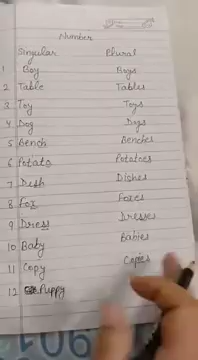 Number
Singular Plural
1 Boy Boys
2 Table Tables
3 Toy Toys
4 Dog Dogs
5 Bench Benches
6 Potato Potatoes
7 Dish Dishes
8 Fox Foxes
9 Dress Dresses
10 Baby Babies
11 Copy Copies
12 Puppy